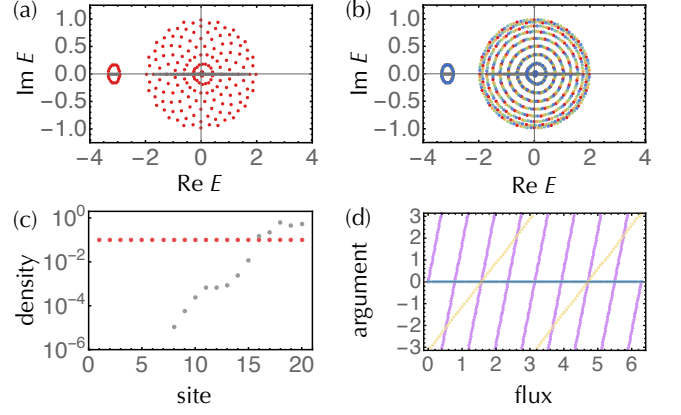 (a)
1.0
0.5
0.0
−0.5
−1.0
Im E
−4 −2 0 2 4
Re E
(b)
1.0
0.5
0.0
−0.5
−1.0
Im E
−4 −2 0 2 4
Re E
(c)
10^0
10^-2
10^-4
10^-6
density
0 5 10 15 20
site
(d)
3
2
1
0
−1
−2
−3
argument
0 1 2 3 4 5 6
flux